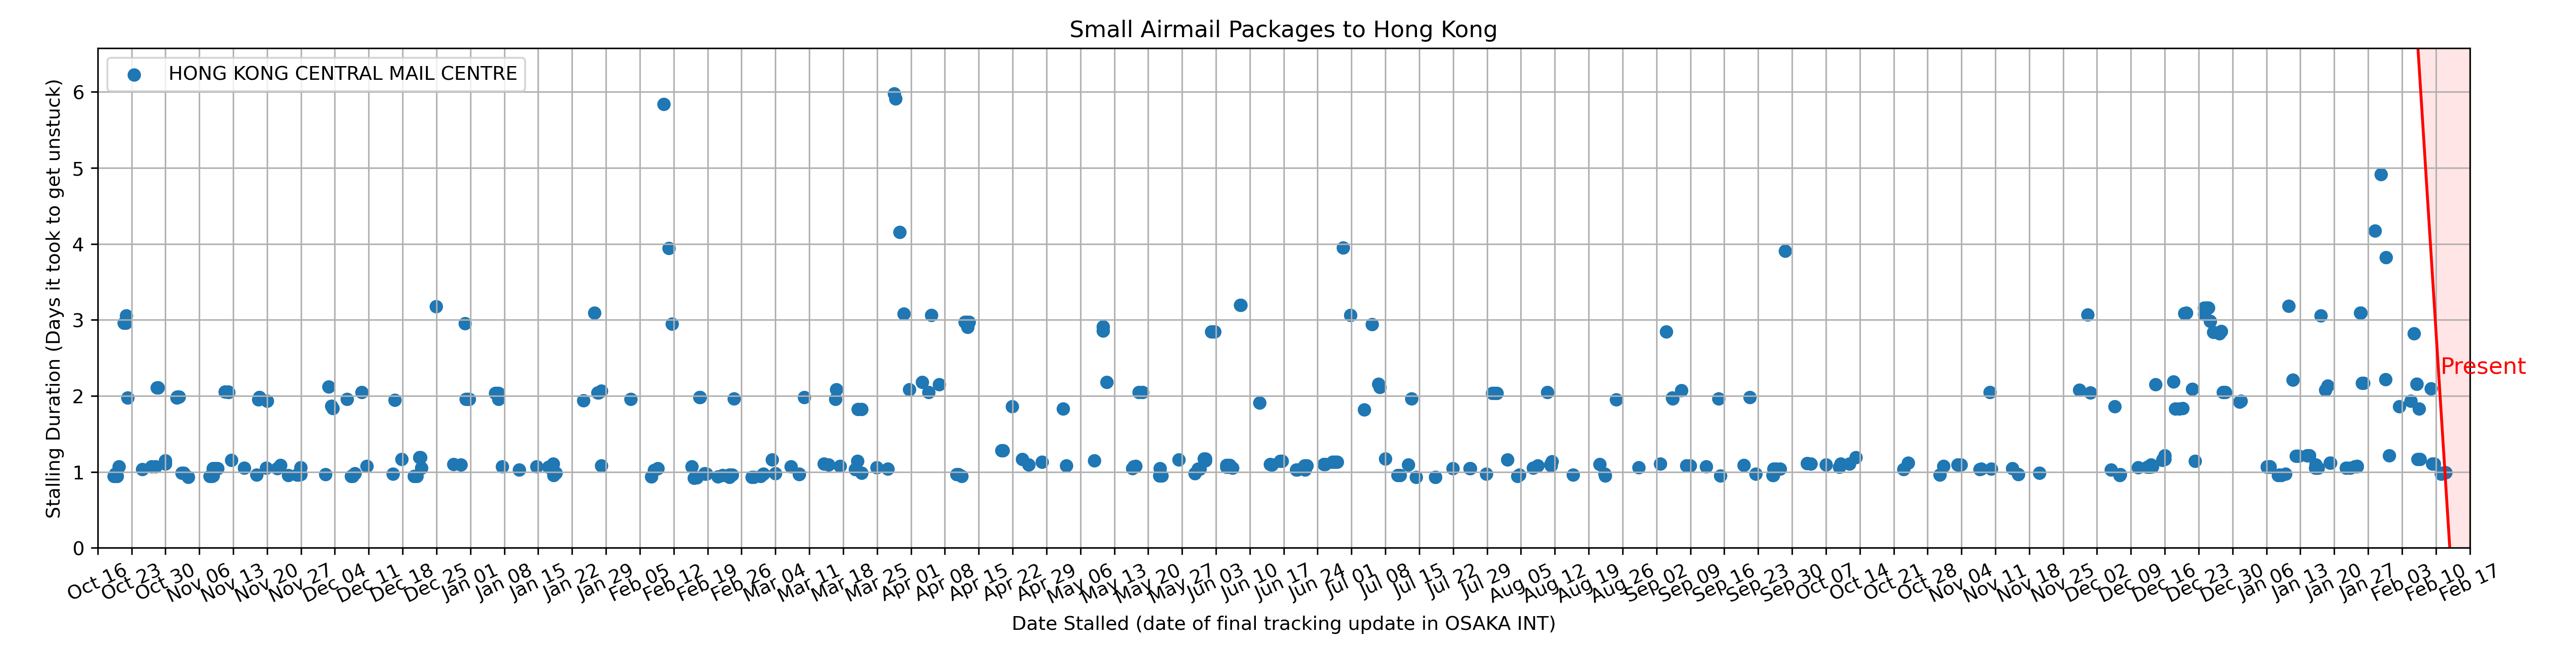 Small Airmail Packages to Hong Kong
HONG KONG CENTRAL MAIL CENTRE
Stalling Duration (Days it took to get unstuck)
6
5
4
3
2
1
0
Present
Oct 16 Oct 23 Oct 30 Nov 06 Nov 13 Nov 20 Nov 27 Dec 04 Dec 11 Dec 18 Dec 25 Jan 01 Jan 08 Jan 15 Jan 22 Jan 29 Feb 05 Feb 12 Feb 19 Feb 26 Mar 04 Mar 11 Mar 18 Mar 25 Apr 01 Apr 08 Apr 15 Apr 22 Apr 29 May 06 May 13 May 20 May 27 Jun 03 Jun 10 Jun 17 Jun 24 Jul 01 Jul 08 Jul 15 Jul 22 Jul 29 Aug 05 Aug 12 Aug 19 Aug 26 Sep 02 Sep 09 Sep 16 Sep 23 Sep 30 Oct 07 Oct 14 Oct 21 Oct 28 Nov 04 Nov 11 Nov 18 Nov 25 Dec 02 Dec 09 Dec 16 Dec 23 Dec 30 Jan 06 Jan 13 Jan 20 Jan 27 Feb 03 Feb 10 Feb 17
Date Stalled (date of final tracking update in OSAKA INT)